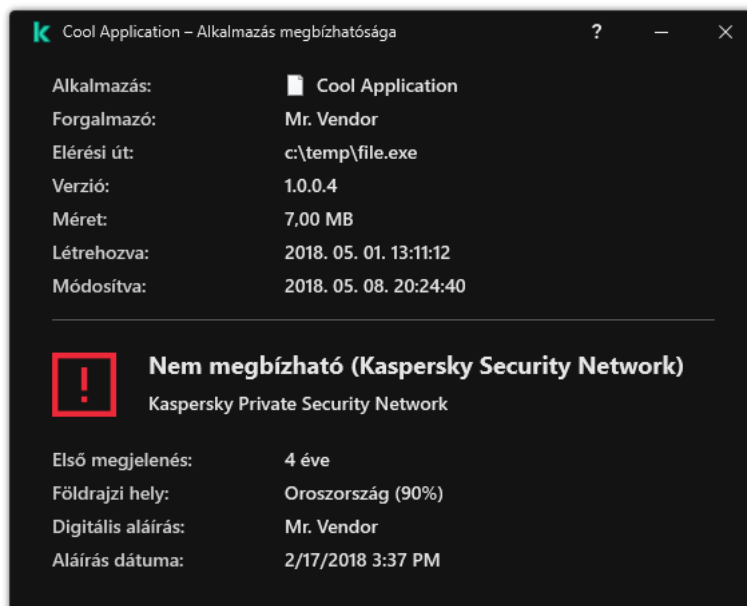 Cool Application – Alkalmazás megbízhatósága ?
Alkalmazás: Cool Application
Forgalmazó: Mr. Vendor
Elérési út: c:\temp\file.exe
Verzió: 1.0.0.4
Méret: 7,00 MB
Létrehozva: 2018. 05. 01. 13:11:12
Módosítva: 2018. 05. 08. 20:24:40
! Nem megbízható (Kaspersky Security Network)
Kaspersky Private Security Network
Első megjelenés: 4 éve
Földrajzi hely: Oroszország (90%)
Digitális aláírás: Mr. Vendor
Aláírás dátuma: 2/17/2018 3:37 PM